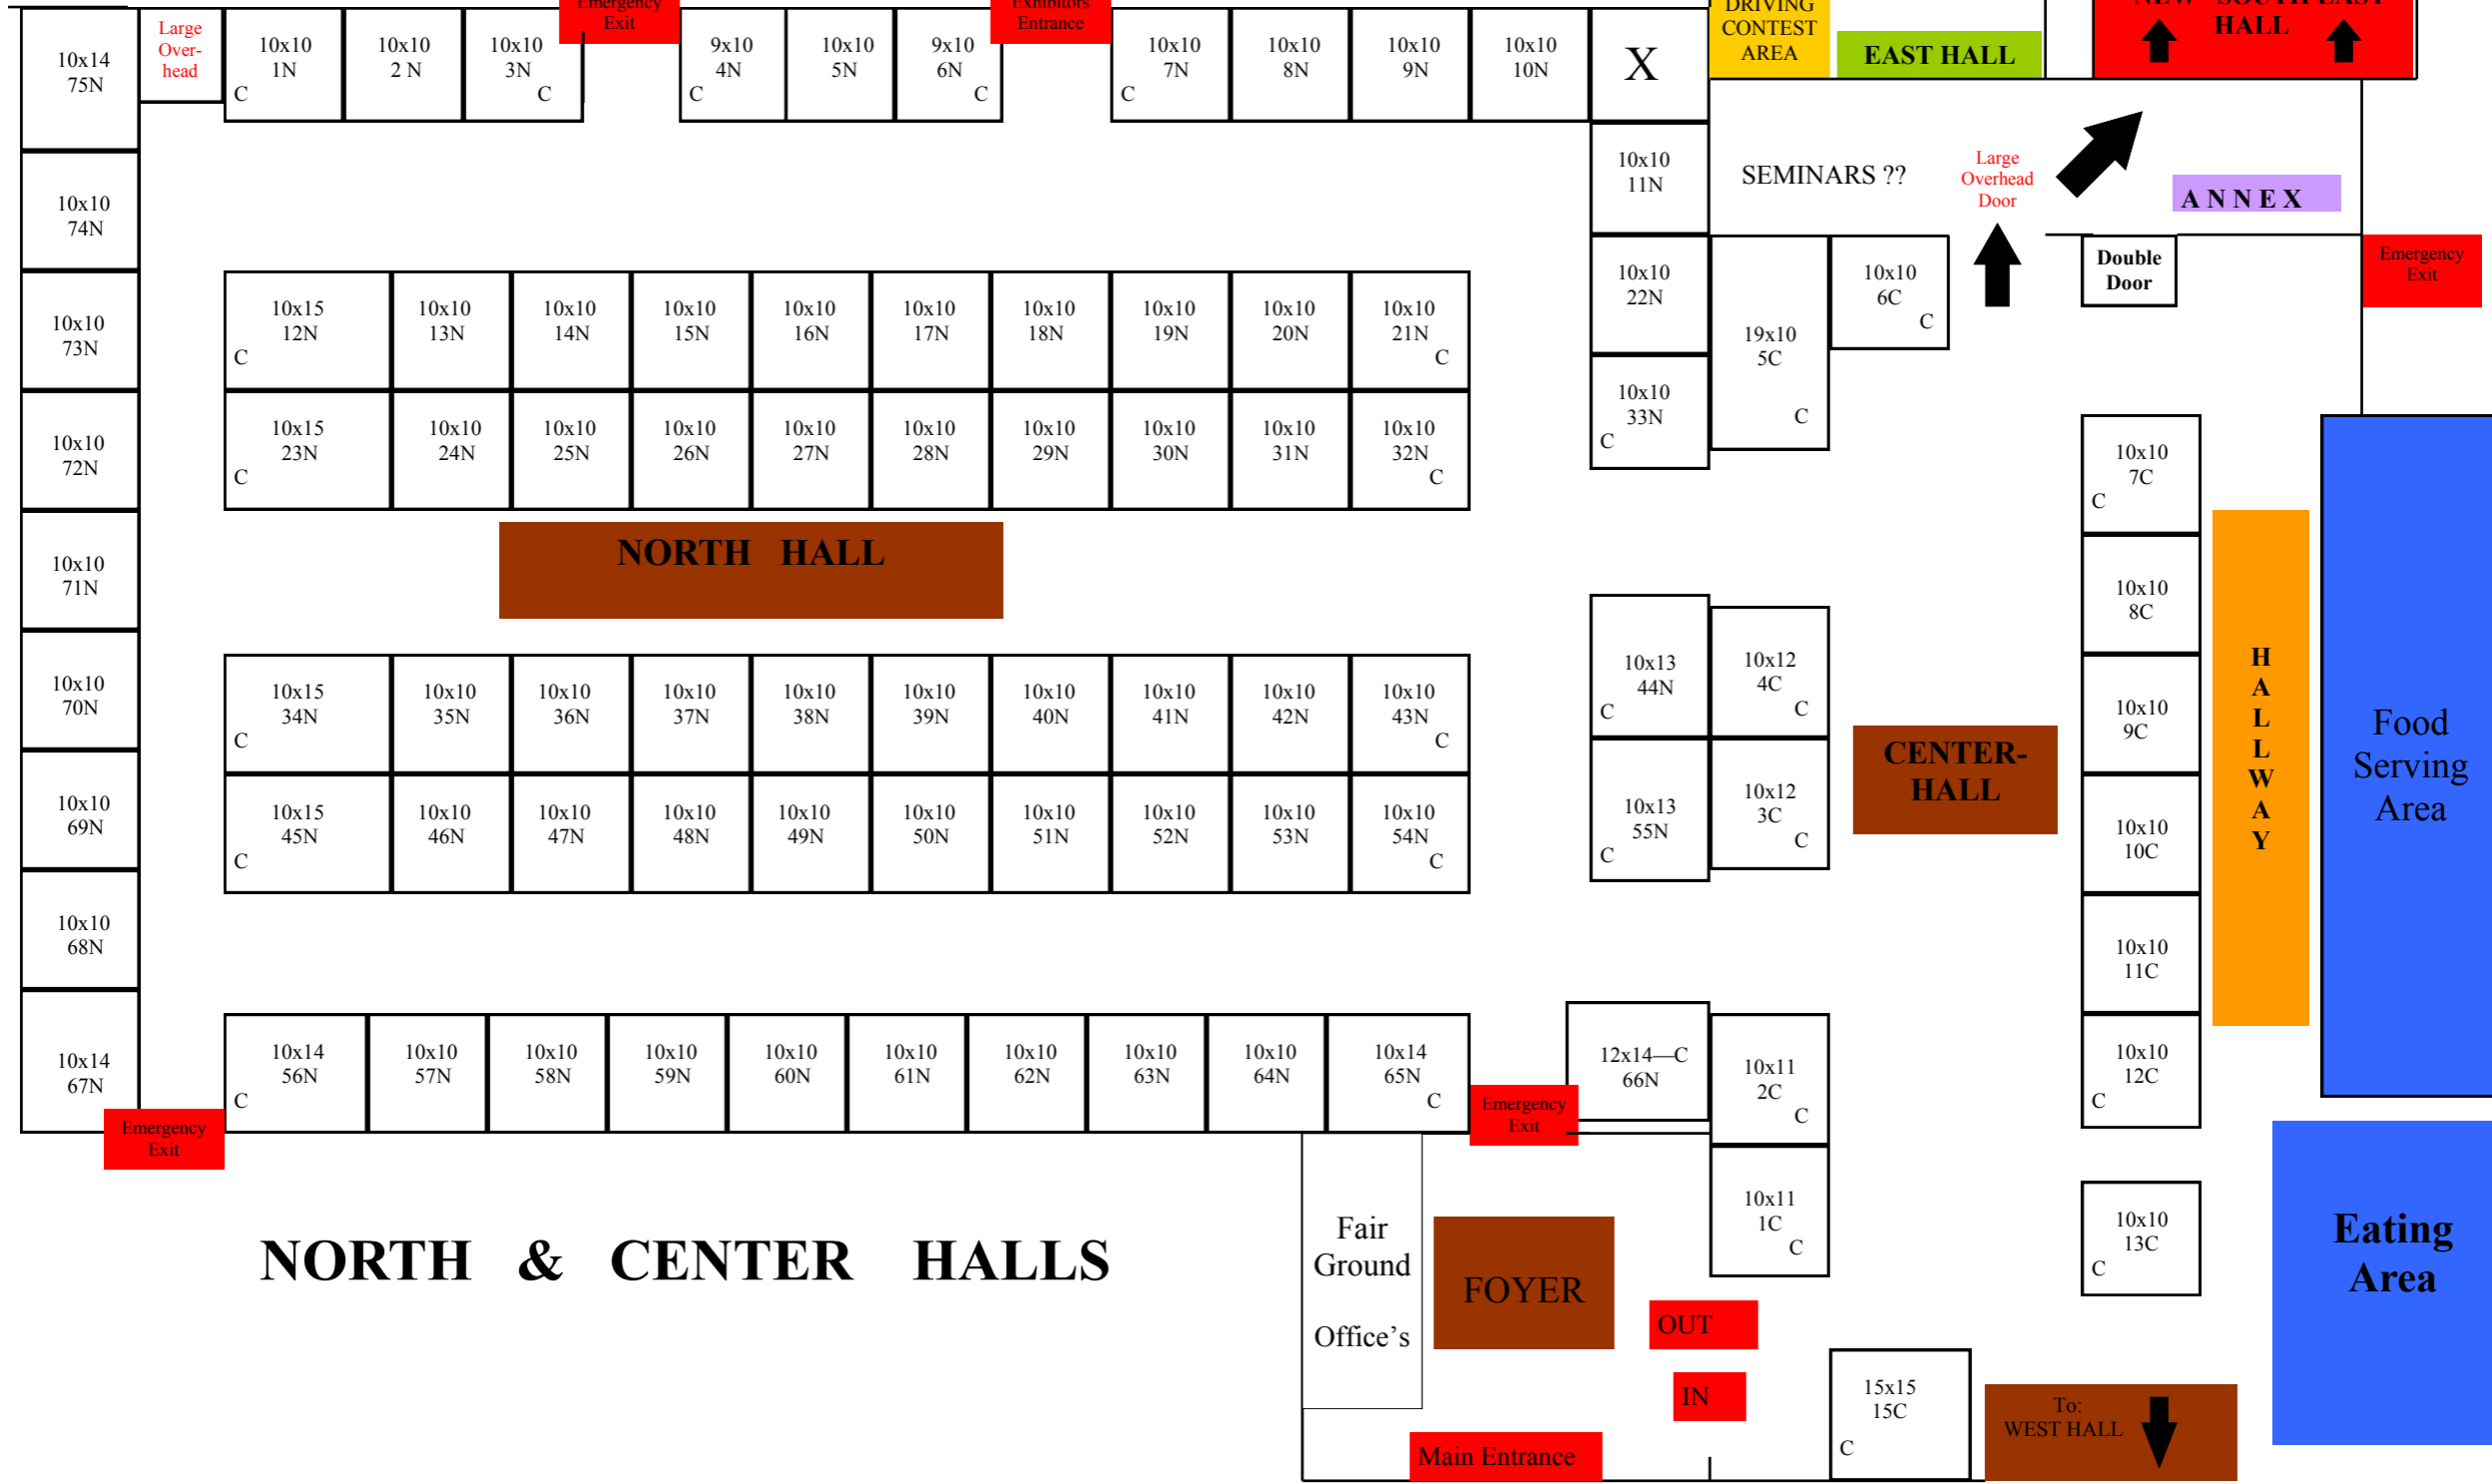 Emergency
Exit
Exhibitors
Entrance
DRIVING
CONTEST
AREA
EAST HALL
NEW SOUTHEAST
HALL
10x14
75N
Large
Over-
head
10x10
1N
C
10x10
2 N
10x10
3N
C
9x10
4N
C
10x10
5N
9x10
6N
C
10x10
7N
C
10x10
8N
10x10
9N
10x10
10N
X
10x10
11N
SEMINARS ??
Large
Overhead
Door
A N N E X
10x10
74N
10x10
22N
19x10
5C
C
10x10
6C
C
Double
Door
Emergency
Exit
10x10
73N
10x15
12N
C
10x10
13N
10x10
14N
10x10
15N
10x10
16N
10x10
17N
10x10
18N
10x10
19N
10x10
20N
10x10
21N
C
10x10
33N
C
10x10
72N
10x15
23N
C
10x10
24N
10x10
25N
10x10
26N
10x10
27N
10x10
28N
10x10
29N
10x10
30N
10x10
31N
10x10
32N
C
10x10
7C
C
10x10
71N
NORTH HALL
10x10
8C
10x10
70N
10x15
34N
C
10x10
35N
10x10
36N
10x10
37N
10x10
38N
10x10
39N
10x10
40N
10x10
41N
10x10
42N
10x10
43N
C
10x13
44N
C
10x12
4C
C
10x10
9C
H
A
L
L
W
A
Y
Food
Serving
Area
CENTER-
HALL
10x10
69N
10x15
45N
C
10x10
46N
10x10
47N
10x10
48N
10x10
49N
10x10
50N
10x10
51N
10x10
52N
10x10
53N
10x10
54N
C
10x13
55N
C
10x12
3C
C
10x10
10C
10x10
68N
10x10
11C
10x14
67N
10x14
56N
C
10x10
57N
10x10
58N
10x10
59N
10x10
60N
10x10
61N
10x10
62N
10x10
63N
10x10
64N
10x14
65N
C
12x14—C
66N
10x11
2C
C
10x10
12C
C
Emergency
Exit
Emergency
Exit
10x11
1C
C
10x10
13C
C
Eating
Area
NORTH & CENTER HALLS
Fair
Ground
Office's
FOYER
OUT
IN
Main Entrance
15x15
15C
C
To:
WEST HALL